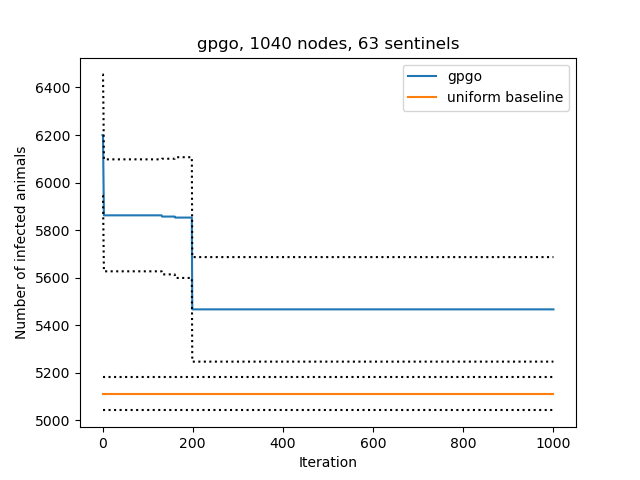 gpgo, 1040 nodes, 63 sentinels
gpgo
uniform baseline
Number of infected animals
6400
6200
6000
5800
5600
5400
5200
5000
0 200 400 600 800 1000
Iteration